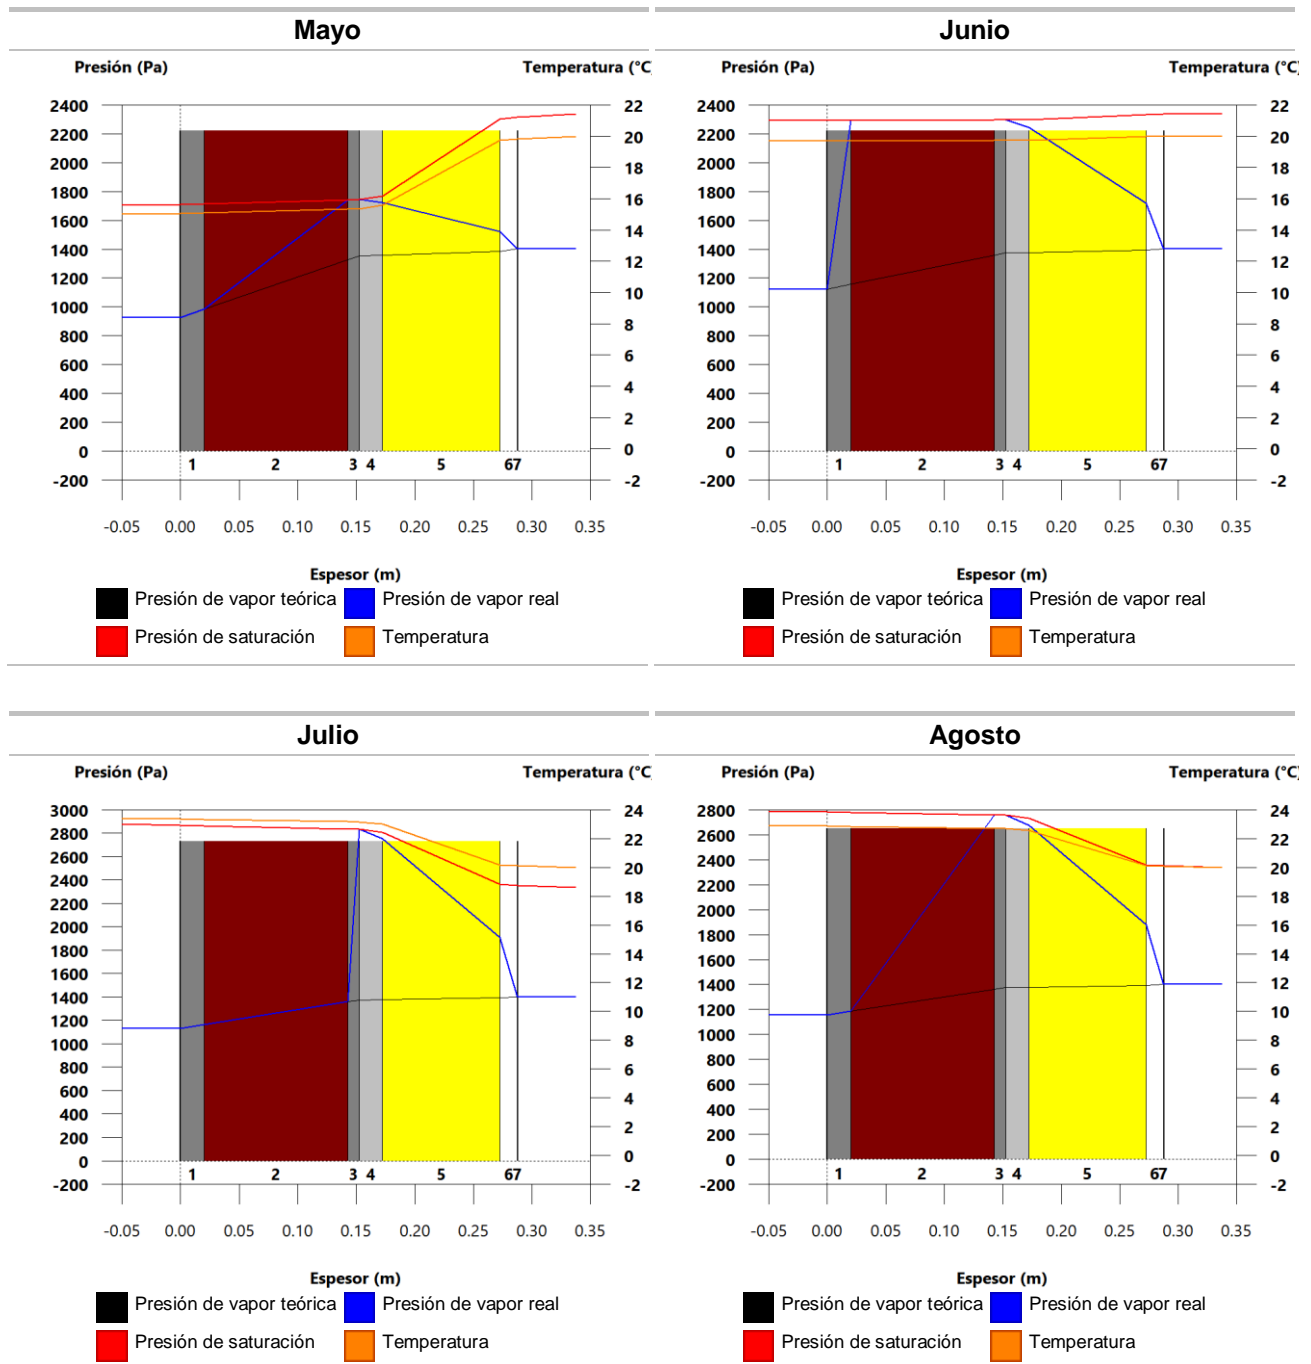 Mayo
Presión (Pa) Temperatura (°C
2400 22
2200 20
2000 18
1800 16
1600 14
1400 12
1200 10
1000 8
800 6
600 4
400 2
200 0
0 -2
-200
1 2 3 4 5 67
-0.05 0.00 0.05 0.10 0.15 0.20 0.25 0.30 0.35
Espesor (m)
Presión de vapor teórica Presión de vapor real
Presión de saturación Temperatura
Junio
Presión (Pa) Temperatura (°C)
2400 22
2200 20
2000 18
1800 16
1600 14
1400 12
1200 10
1000 8
800 6
600 4
400 2
200 0
0 -2
-200
1 2 3 4 5 67
-0.05 0.00 0.05 0.10 0.15 0.20 0.25 0.30 0.35
Espesor (m)
Presión de vapor teórica Presión de vapor real
Presión de saturación Temperatura
Julio
Presión (Pa) Temperatura (°C
3000 24
2800 22
2600 20
2400 18
2200 16
2000 14
1800 12
1600 10
1400 8
1200 6
1000 4
800 2
600 0
400 -2
200
0
-200
1 2 3 4 5 67
-0.05 0.00 0.05 0.10 0.15 0.20 0.25 0.30 0.35
Espesor (m)
Presión de vapor teórica Presión de vapor real
Presión de saturación Temperatura
Agosto
Presión (Pa) Temperatura (°C)
2800 24
2600 22
2400 20
2200 18
2000 16
1800 14
1600 12
1400 10
1200 8
1000 6
800 4
600 2
400 0
200 -2
0
-200
1 2 3 4 5 67
-0.05 0.00 0.05 0.10 0.15 0.20 0.25 0.30 0.35
Espesor (m)
Presión de vapor teórica Presión de vapor real
Presión de saturación Temperatura